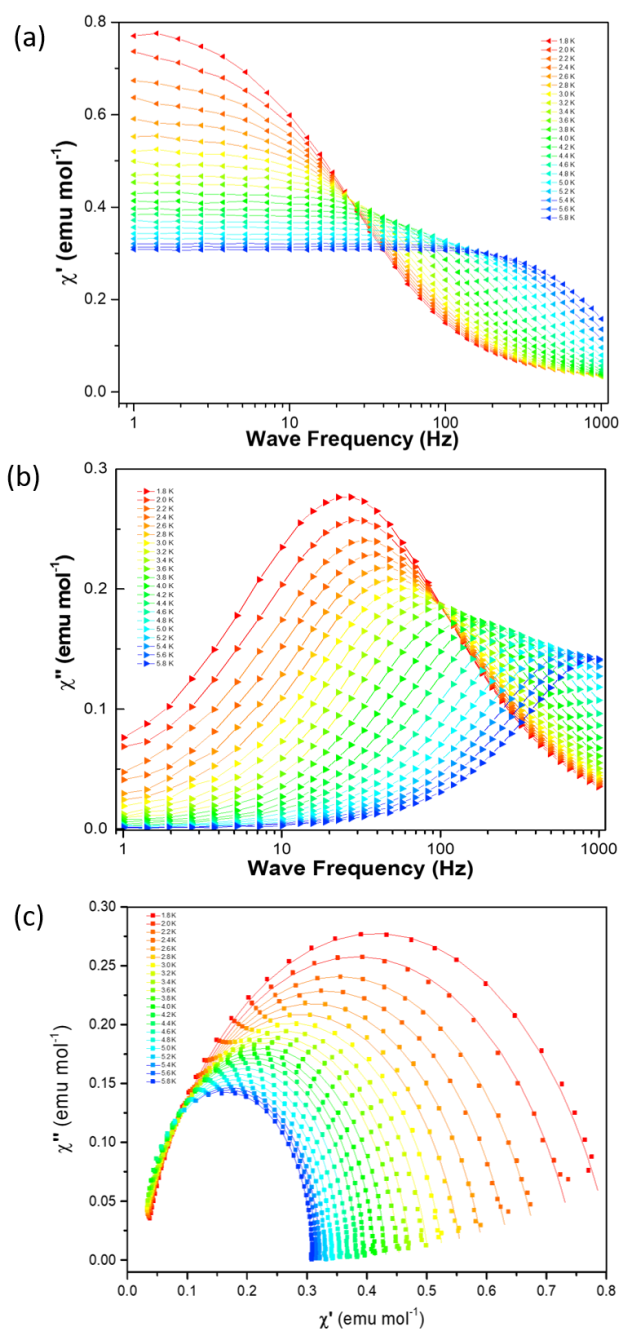 (a)
0.8
0.6
0.4
0.2
0.0
χ' (emu mol⁻¹)
1.8 K
2.0 K
2.2 K
2.4 K
2.6 K
2.8 K
3.0 K
3.2 K
3.4 K
3.6 K
3.8 K
4.0 K
4.2 K
4.4 K
4.6 K
4.8 K
5.0 K
5.2 K
5.4 K
5.6 K
5.8 K
1 10 100 1000
Wave Frequency (Hz)
(b)
0.3
0.2
0.1
0.0
χ" (emu mol⁻¹)
1.8 K
2.0 K
2.2 K
2.4 K
2.6 K
2.8 K
3.0 K
3.2 K
3.4 K
3.6 K
3.8 K
4.0 K
4.2 K
4.4 K
4.6 K
4.8 K
5.0 K
5.2 K
5.4 K
5.6 K
5.8 K
1 10 100 1000
Wave Frequency (Hz)
(c)
0.30
0.25
0.20
0.15
0.10
0.05
0.00
χ" (emu mol⁻¹)
1.8K
2.0K
2.2K
2.4K
2.6K
2.8K
3.0K
3.2K
3.4K
3.6K
3.8K
4.0K
4.2K
4.4K
4.6K
4.8K
5.0K
5.2K
5.4K
5.6K
5.8K
0.0 0.1 0.2 0.3 0.4 0.5 0.6 0.7 0.8
χ' (emu mol⁻¹)